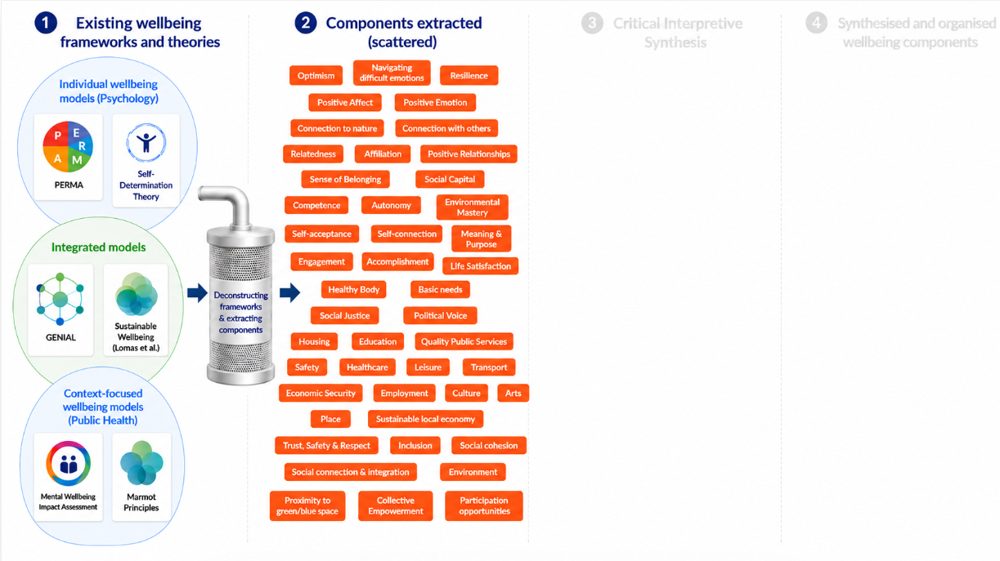 1 Existing wellbeing
frameworks and theories
Individual wellbeing
models (Psychology)
P E R M A
PERMA
Self-
Determination
Theory
Integrated models
GENIAL
Sustainable
Wellbeing
(Lomas et al.)
Context-focused
wellbeing models
(Public Health)
Mental Wellbeing
Impact Assessment
Marmot
Principles
Deconstructing
frameworks
& extracting
components
2 Components extracted
(scattered)
Optimism
Navigating
difficult emotions
Resilience
Positive Affect
Positive Emotion
Connection to nature
Connection with others
Relatedness
Affiliation
Positive Relationships
Sense of Belonging
Social Capital
Competence
Autonomy
Environmental
Mastery
Self-acceptance
Self-connection
Meaning &
Purpose
Engagement
Accomplishment
Life Satisfaction
Healthy Body
Basic needs
Social Justice
Political Voice
Housing
Education
Quality Public Services
Safety
Healthcare
Leisure
Transport
Economic Security
Employment
Culture
Arts
Place
Sustainable local economy
Trust, Safety & Respect
Inclusion
Social cohesion
Social connection & integration
Environment
Proximity to
green/blue space
Collective
Empowerment
Participation
opportunities
3 Critical Interpretive
Synthesis
4 Synthesised and organised
wellbeing components